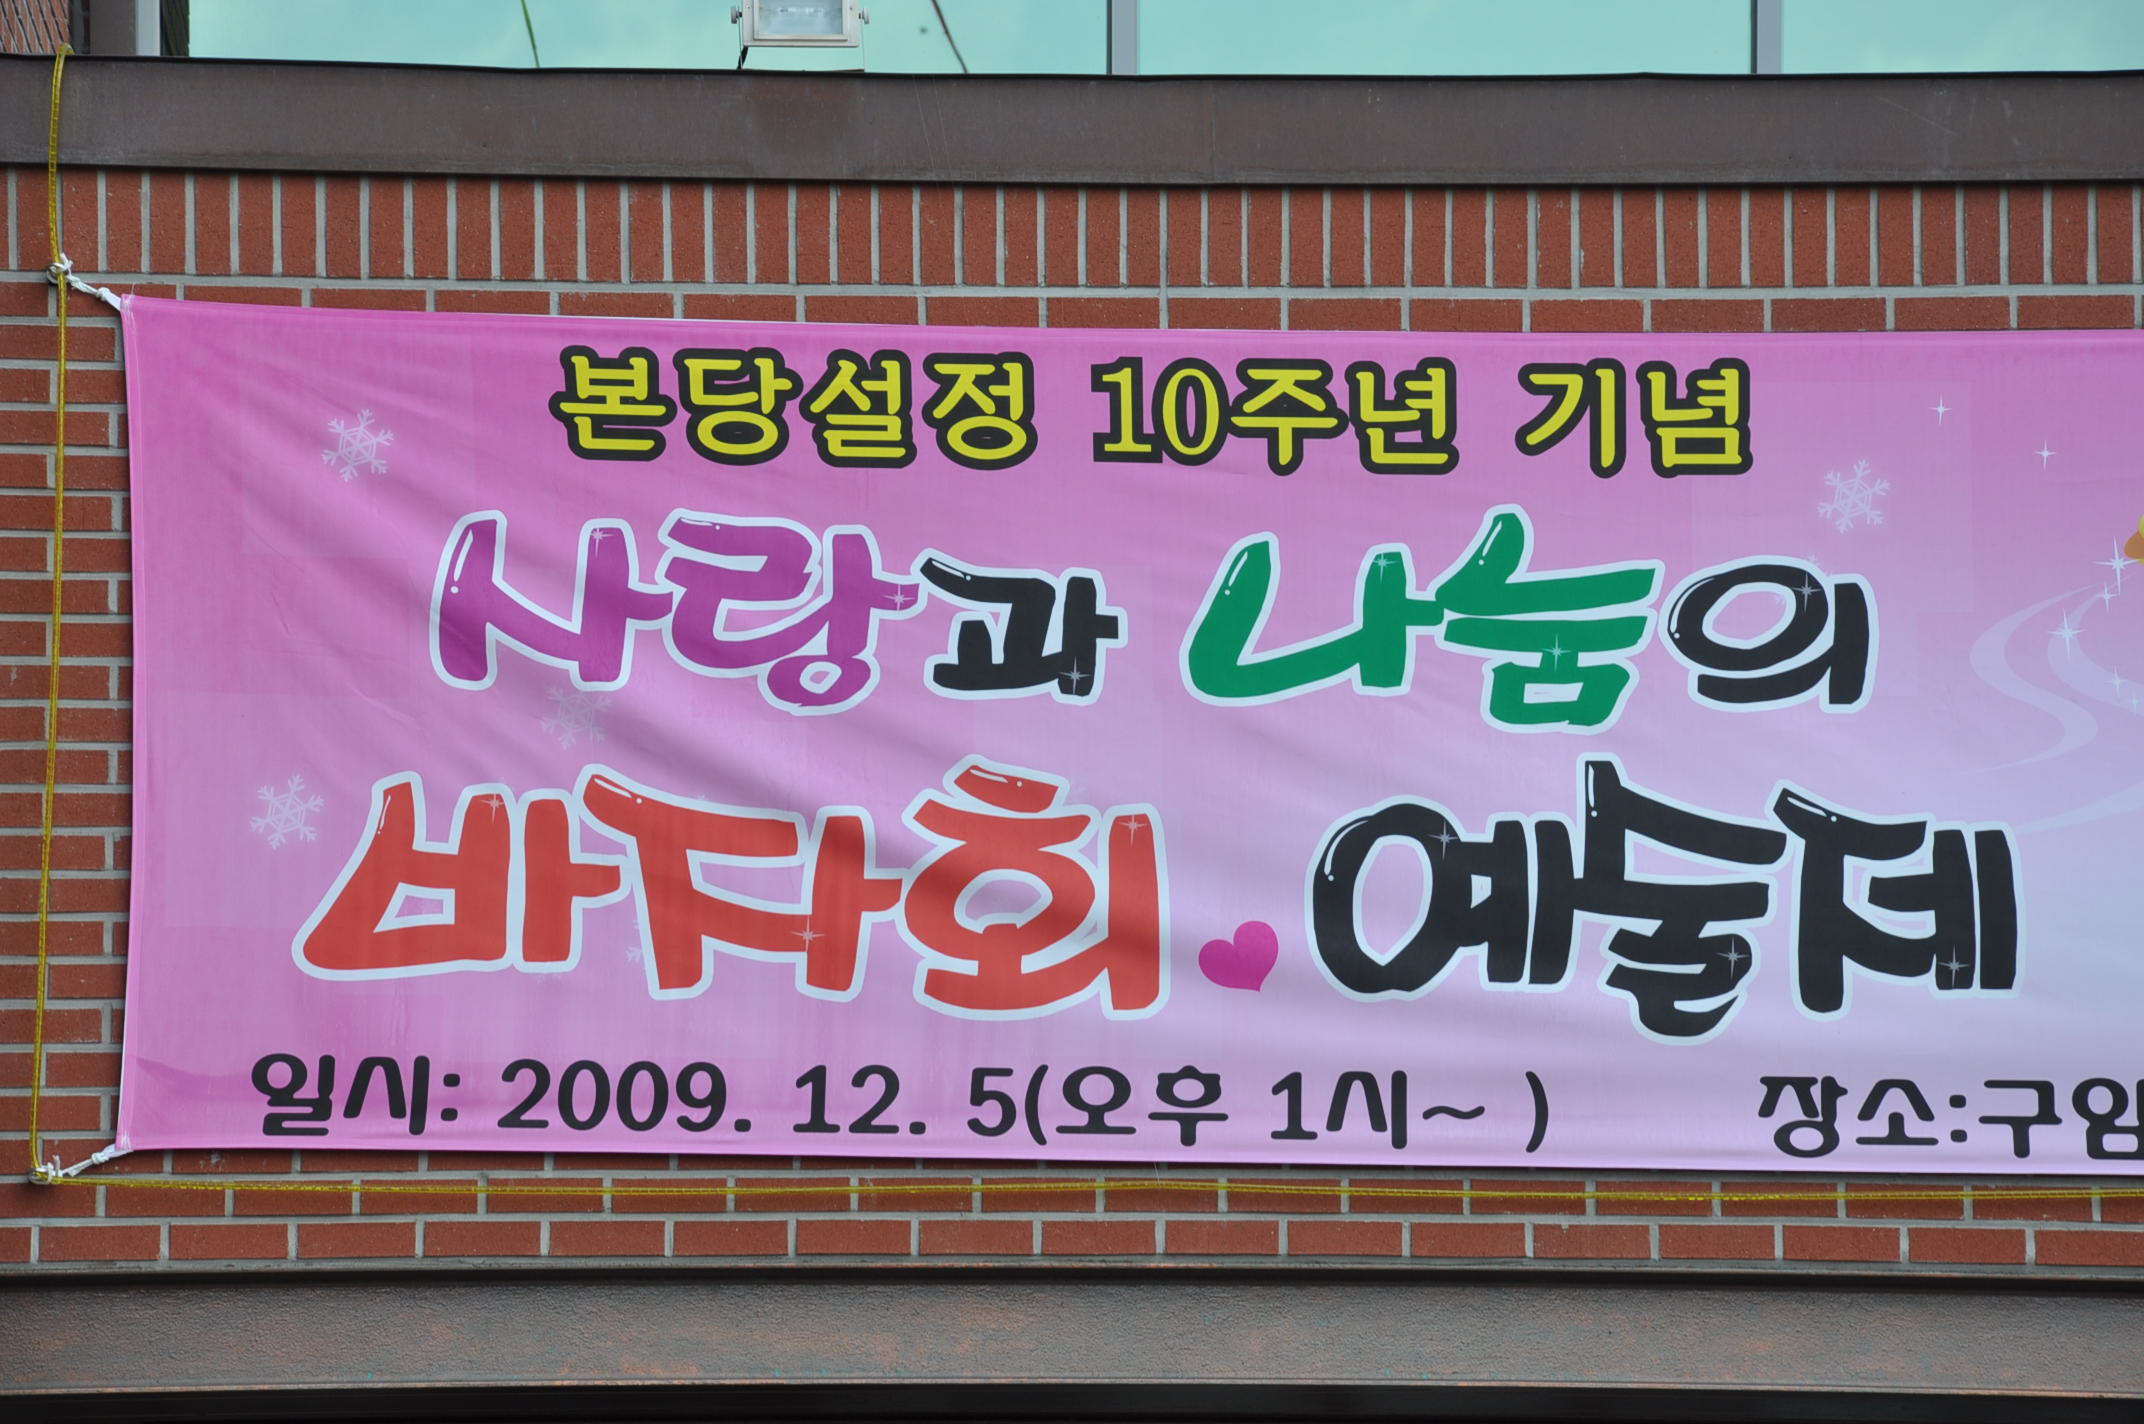 본당설정 10주년 기념
사랑과 나눔의
바자회 예술제
일시: 2009. 12. 5(오후 1시~ ) 장소:구암